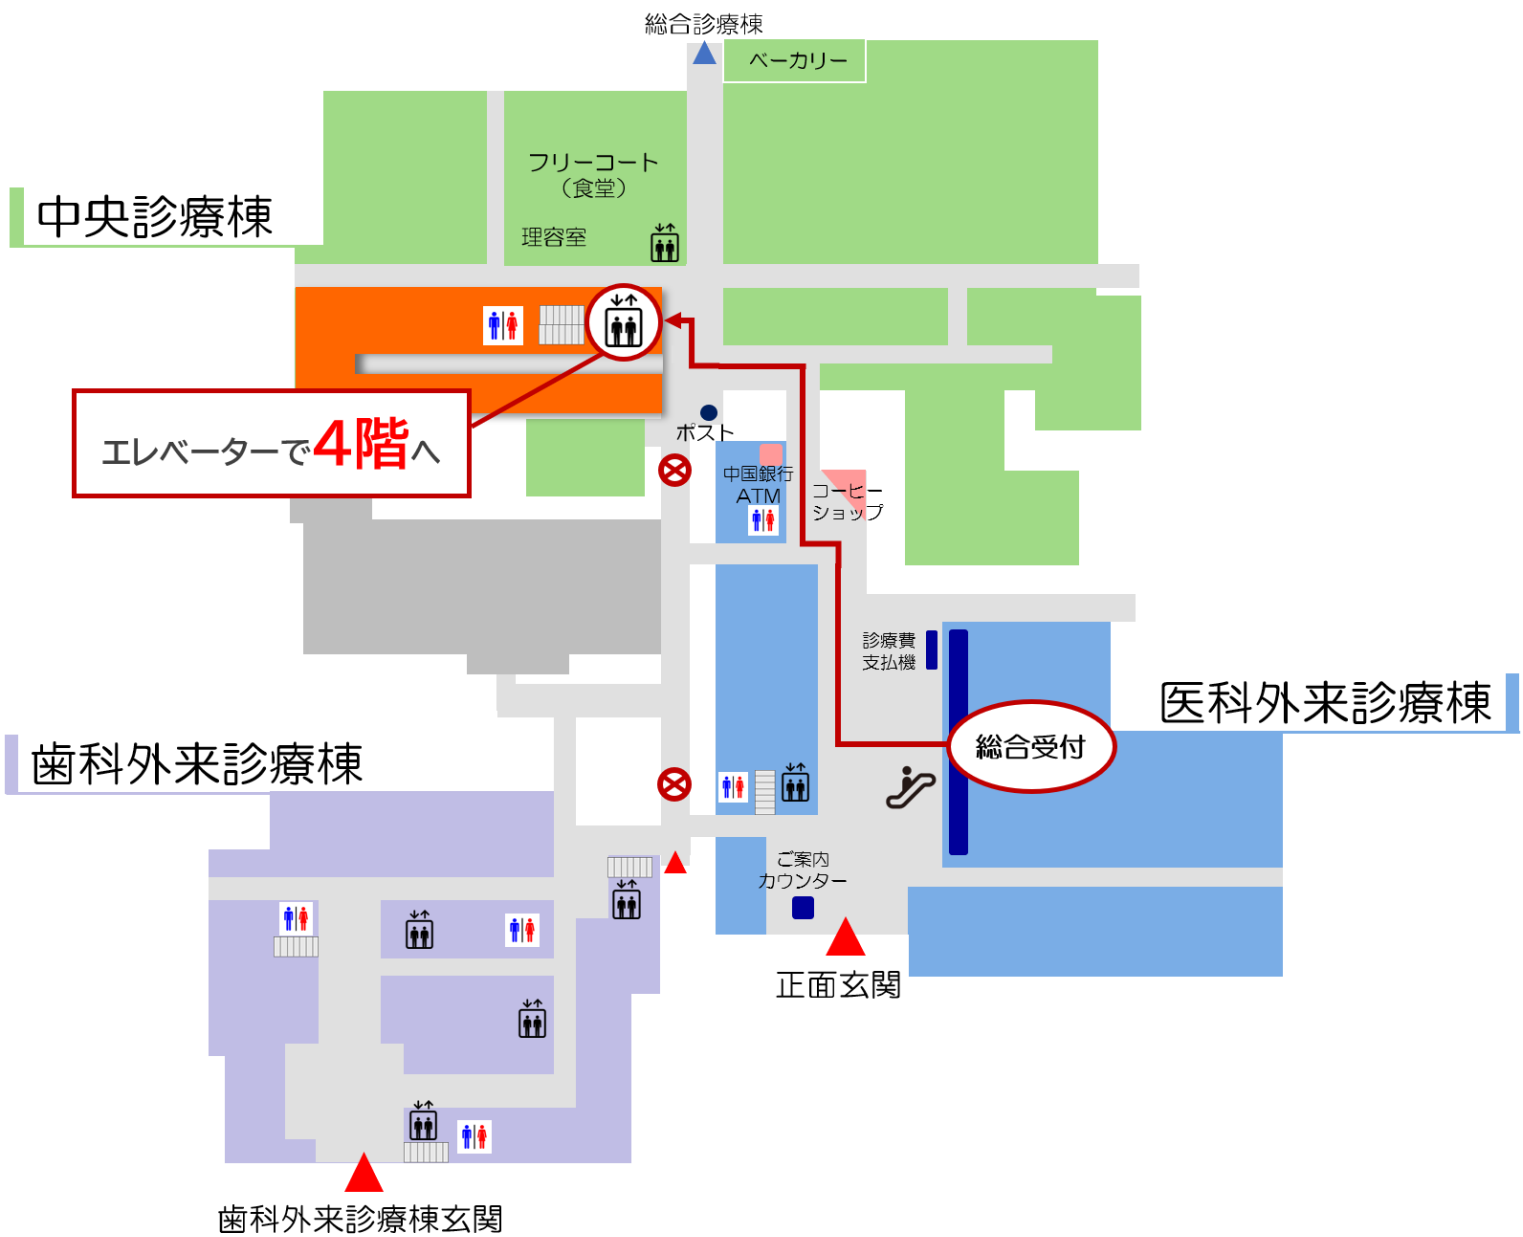 総合診療棟
ベーカリー
フリーコート
（食堂）
理容室
中央診療棟
エレベーターで4階へ
ポスト
中国銀行
ATM
コーヒー
ショップ
診療費
支払機
医科外来診療棟
総合受付
歯科外来診療棟
ご案内
カウンター
正面玄関
歯科外来診療棟玄関